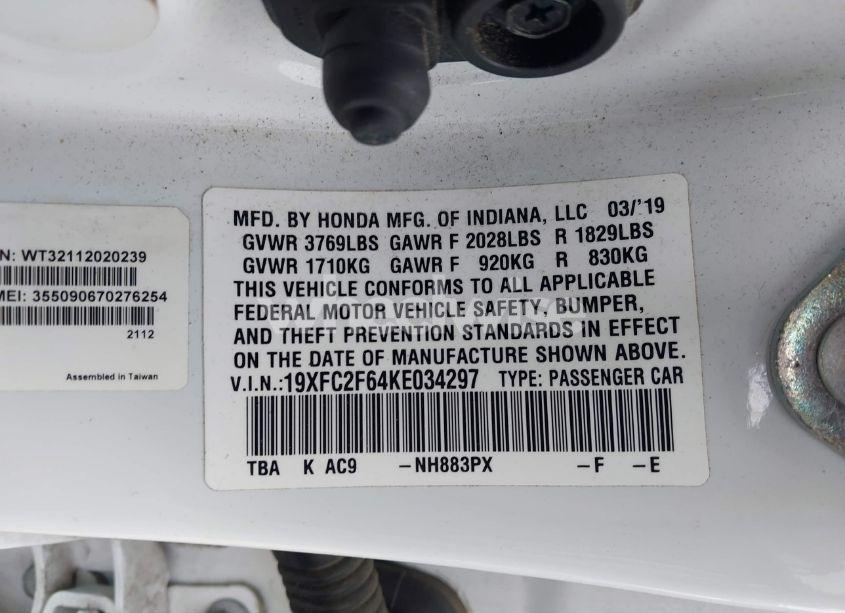 N: WT32112020239
MEI: 355090670276254
2112
Assembled in Taiwan
MFD. BY HONDA MFG. OF INDIANA, LLC 03/'19
GVWR 3769LBS GAWR F 2028LBS R 1829LBS
GVWR 1710KG GAWR F 920KG R 830KG
THIS VEHICLE CONFORMS TO ALL APPLICABLE
FEDERAL MOTOR VEHICLE SAFETY, BUMPER,
AND THEFT PREVENTION STANDARDS IN EFFECT
ON THE DATE OF MANUFACTURE SHOWN ABOVE.
V.I.N.:19XFC2F64KE034297 TYPE: PASSENGER CAR
TBA K AC9 -NH883PX -F -E